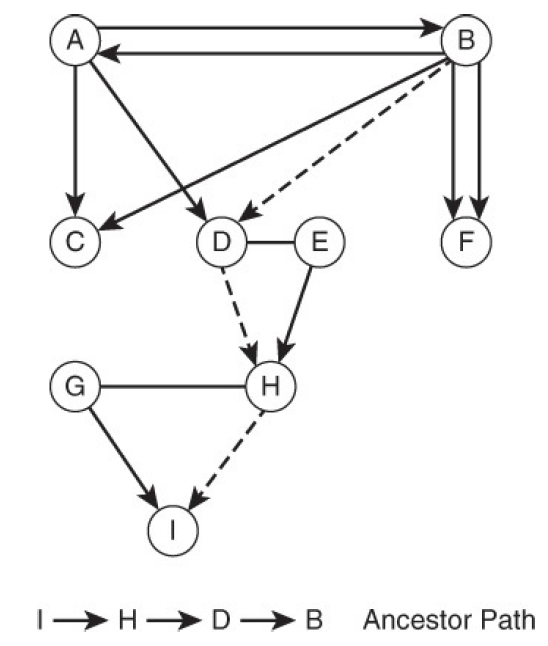 A B
C D E F
G H
I
I → H → D → B Ancestor Path